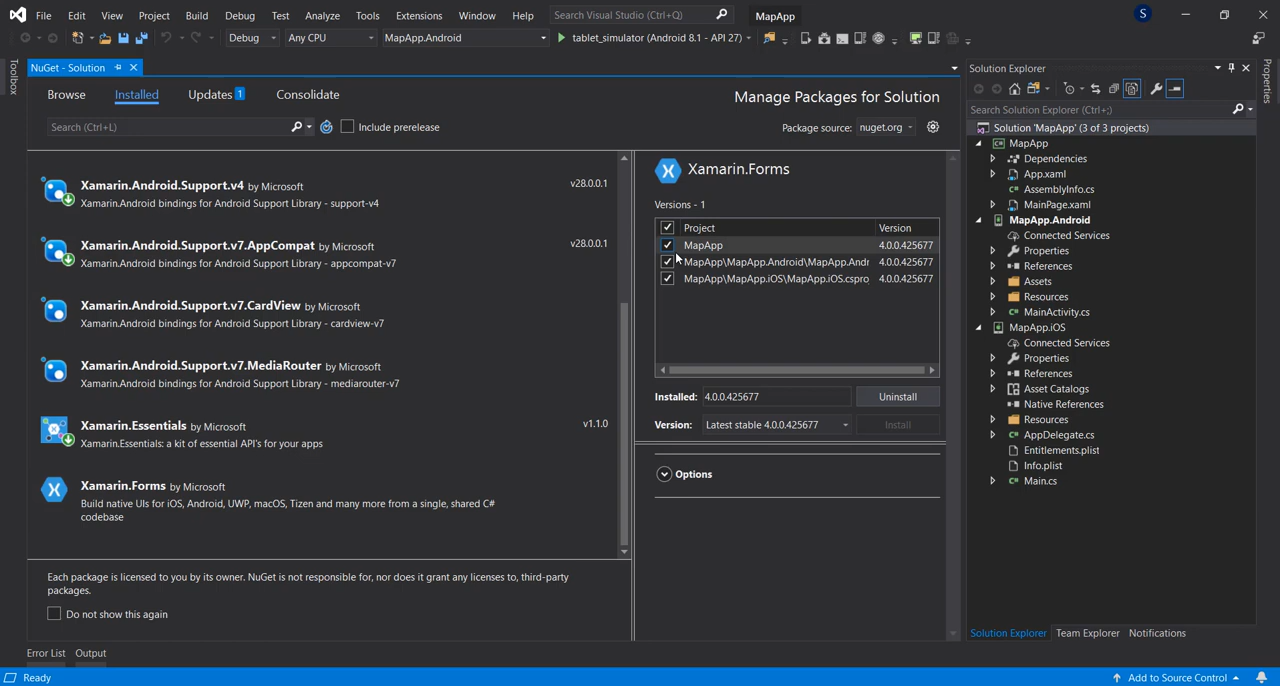 File Edit View Project Build Debug Test Analyze Tools Extensions Window Help Search Visual Studio (Ctrl+Q) MapApp S
Debug Any CPU MapApp.Android tablet_simulator (Android 8.1 - API 27)
Toolbox
NuGet - Solution
Browse Installed Updates 1 Consolidate
Manage Packages for Solution
Search (Ctrl+L) Include prerelease
Package source: nuget.org
Xamarin.Android.Support.v4 by Microsoft v28.0.0.1
Xamarin.Android bindings for Android Support Library - support-v4
Xamarin.Android.Support.v7.AppCompat by Microsoft v28.0.0.1
Xamarin.Android bindings for Android Support Library - appcompat-v7
Xamarin.Android.Support.v7.CardView by Microsoft
Xamarin.Android bindings for Android Support Library - cardview-v7
Xamarin.Android.Support.v7.MediaRouter by Microsoft
Xamarin.Android bindings for Android Support Library - mediarouter-v7
Xamarin.Essentials by Microsoft v1.1.0
Xamarin.Essentials: a kit of essential API's for your apps
Xamarin.Forms by Microsoft
Build native UIs for iOS, Android, UWP, macOS, Tizen and many more from a single, shared C#
codebase
Each package is licensed to you by its owner. NuGet is not responsible for, nor does it grant any licenses to, third-party
packages.
Do not show this again
Xamarin.Forms
Versions - 1
Project Version
MapApp 4.0.0.425677
MapApp\MapApp.Android\MapApp.Andr 4.0.0.425677
MapApp\MapApp.iOS\MapApp.iOS.cspro 4.0.0.425677
Installed: 4.0.0.425677 Uninstall
Version: Latest stable 4.0.0.425677 Install
Options
Solution Explorer
Search Solution Explorer (Ctrl+;)
Solution 'MapApp' (3 of 3 projects)
MapApp
Dependencies
App.xaml
AssemblyInfo.cs
MainPage.xaml
MapApp.Android
Connected Services
Properties
References
Assets
Resources
MainActivity.cs
MapApp.iOS
Connected Services
Properties
References
Asset Catalogs
Native References
Resources
AppDelegate.cs
Entitlements.plist
Info.plist
Main.cs
Solution Explorer Team Explorer Notifications
Properties
Error List Output
Ready Add to Source Control